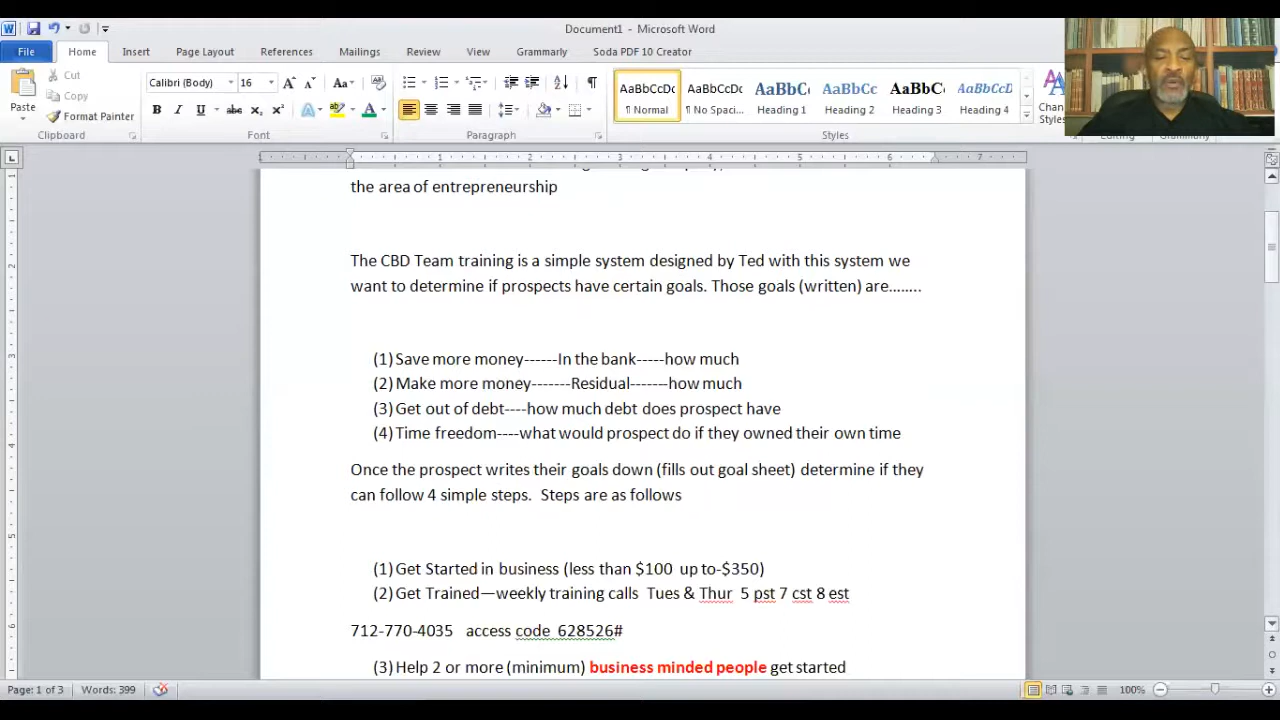 Document1 - Microsoft Word
File Home Insert Page Layout References Mailings Review View Grammarly Soda PDF 10 Creator
Paste
Cut
Copy
Format Painter
Clipboard
Calibri (Body) 16
Font
Paragraph
AaBbCcDc AaBbCcDc AaBbC AaBbCc AaBbC AaBbCcD
¶ Normal ¶ No Spaci... Heading 1 Heading 2 Heading 3 Heading 4
Styles
Styles
the area of entrepreneurship
The CBD Team training is a simple system designed by Ted with this system we
want to determine if prospects have certain goals. Those goals (written) are........
(1) Save more money------In the bank-----how much
(2) Make more money-------Residual-------how much
(3) Get out of debt----how much debt does prospect have
(4) Time freedom----what would prospect do if they owned their own time
Once the prospect writes their goals down (fills out goal sheet) determine if they
can follow 4 simple steps.  Steps are as follows
(1) Get Started in business (less than $100  up to-$350)
(2) Get Trained—weekly training calls  Tues & Thur  5 pst 7 cst 8 est
712-770-4035   access code  628526#
(3) Help 2 or more (minimum) business minded people get started
Page: 1 of 3 Words: 399 100%